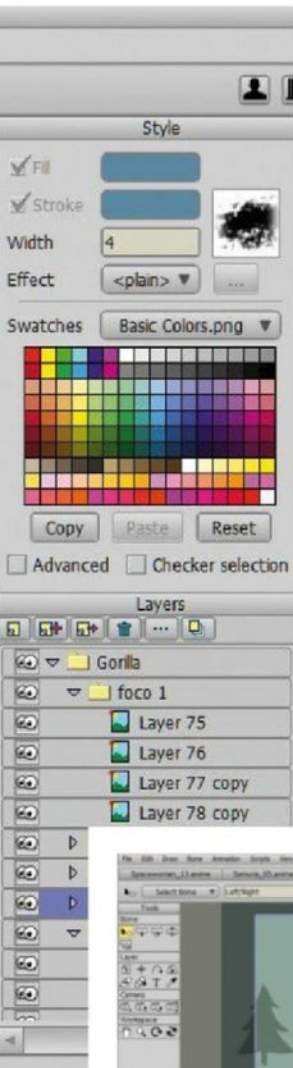 Style
Fill
Stroke
Width 4
Effect <plain> ...
Swatches Basic Colors.png
Copy Paste Reset
Advanced Checker selection
Layers
Gorilla
foco 1
Layer 75
Layer 76
Layer 77 copy
Layer 78 copy
File Edit Draw Bone Animation Scripts View
Select Bone
Tools
Bone
Layer
Camera
Workspace